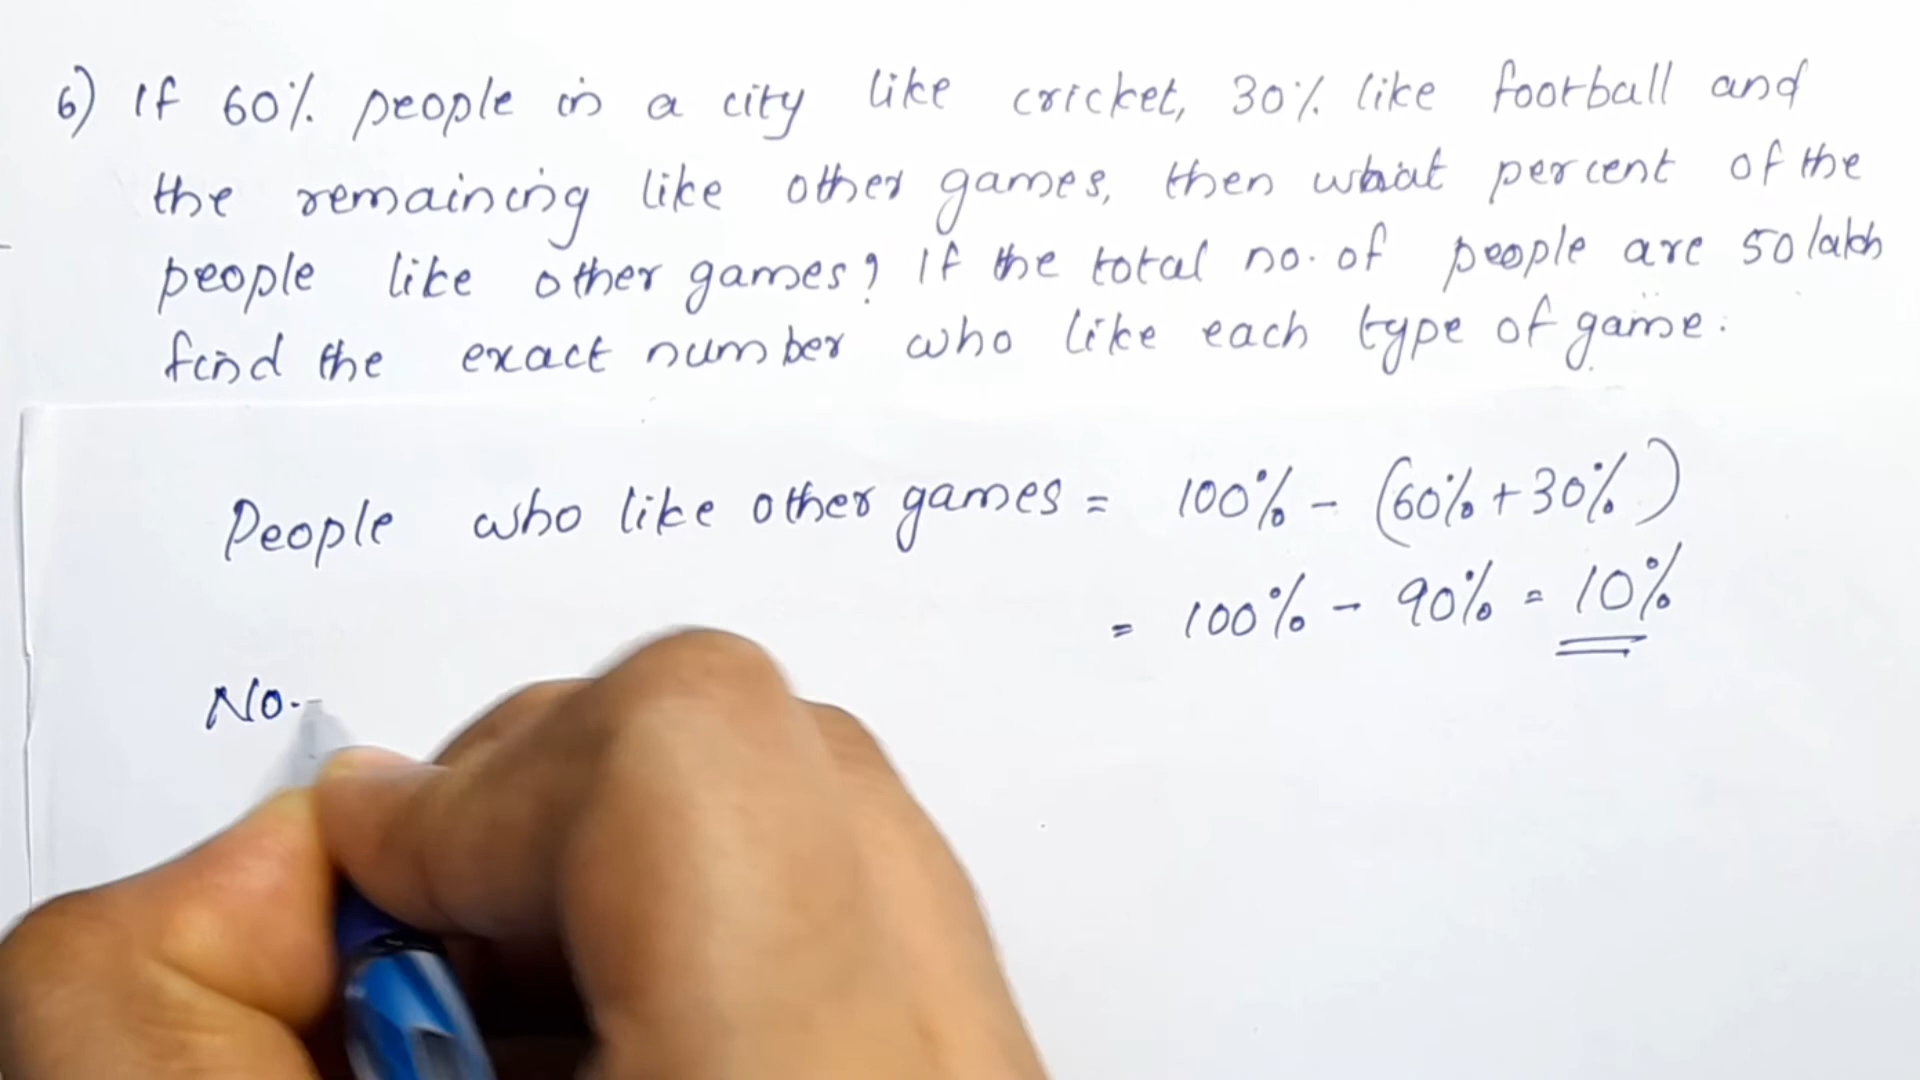 6) If 60% people in a city like cricket, 30% like football and
the remaining like other games, then what percent of the
people like other games? If the total no. of people are 50 lakh
find the exact number who like each type of game.
People who like other games = 100% - (60% + 30%)
= 100% - 90% = 10%
No.